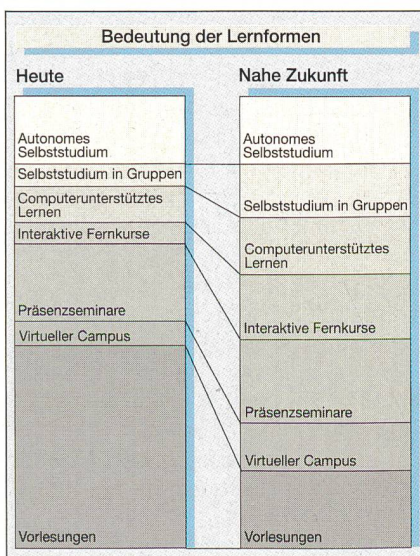 Bedeutung der Lernformen
Heute
Autonomes
Selbststudium
Selbststudium in Gruppen
Computerunterstütztes
Lernen
Interaktive Fernkurse
Präsenzseminare
Virtueller Campus
Vorlesungen
Nahe Zukunft
Autonomes
Selbststudium
Selbststudium in Gruppen
Computerunterstütztes
Lernen
Interaktive Fernkurse
Präsenzseminare
Virtueller Campus
Vorlesungen